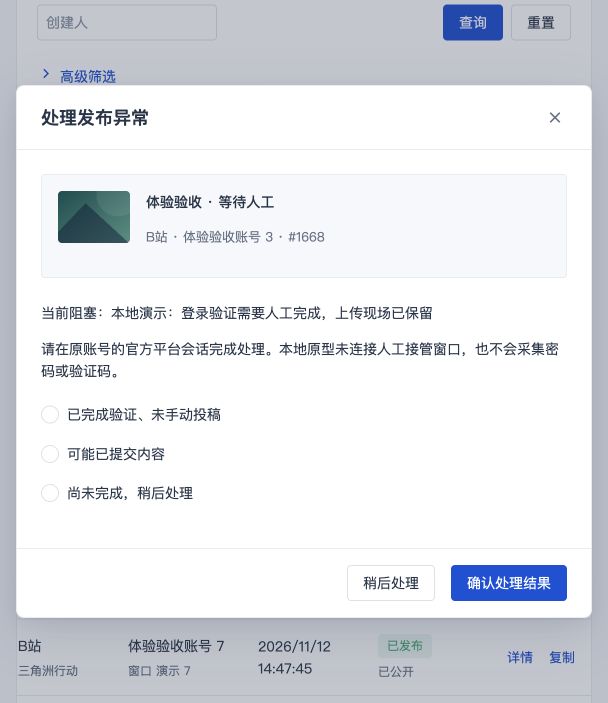 创建人
查询
重置
高级筛选
处理发布异常
体验验收 · 等待人工
B站 · 体验验收账号 3 · #1668
当前阻塞：本地演示：登录验证需要人工完成，上传现场已保留
请在原账号的官方平台会话完成处理。本地原型未连接人工接管窗口，也不会采集密
码或验证码。
已完成验证、未手动投稿
可能已提交内容
尚未完成，稍后处理
稍后处理
确认处理结果
B站
体验验收账号 7
2026/11/12
已发布
详情
复制
三角洲行动
窗口 演示 7
14:47:45
已公开